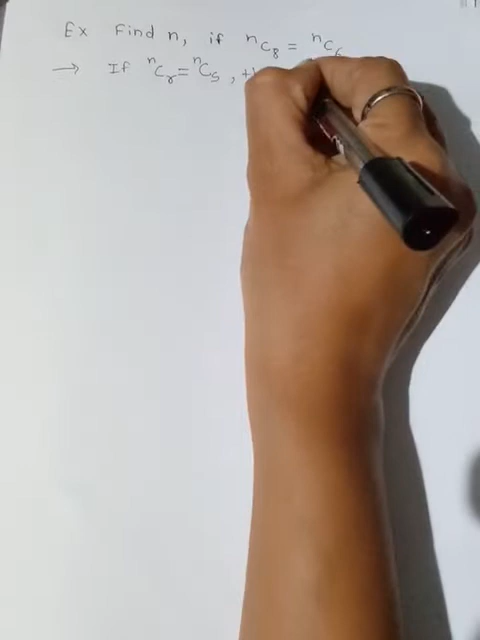 Ex Find n, if ⁿC₈ = ⁿC₆
→ If ⁿCᵣ = ⁿCₛ,